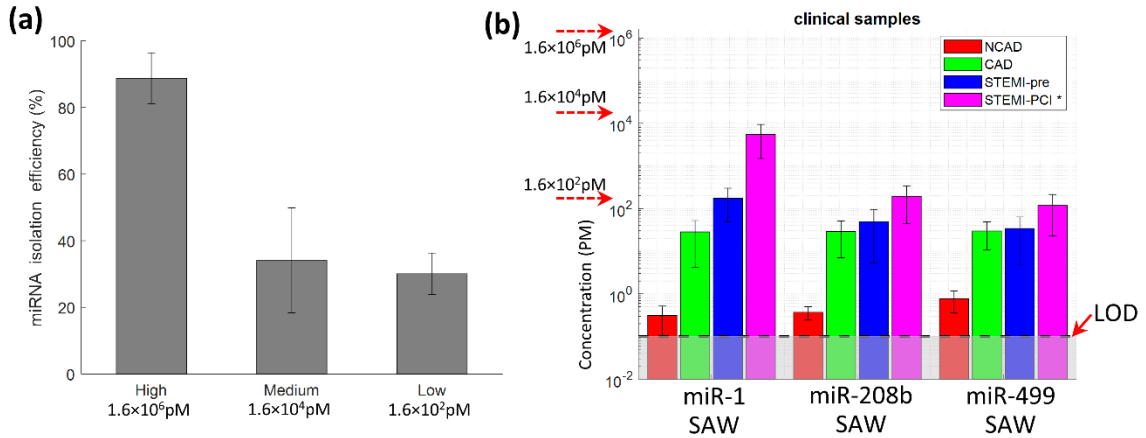 (a)
miRNA isolation efficiency (%)
100
80
60
40
20
0
High
1.6×10⁶pM
Medium
1.6×10⁴pM
Low
1.6×10²pM
(b)
clinical samples
1.6×10⁶pM
1.6×10⁴pM
1.6×10²pM
Concentration (PM)
10⁶
10⁴
10²
10⁰
10⁻²
NCAD
CAD
STEMI-pre
STEMI-PCI *
LOD
miR-1
SAW
miR-208b
SAW
miR-499
SAW